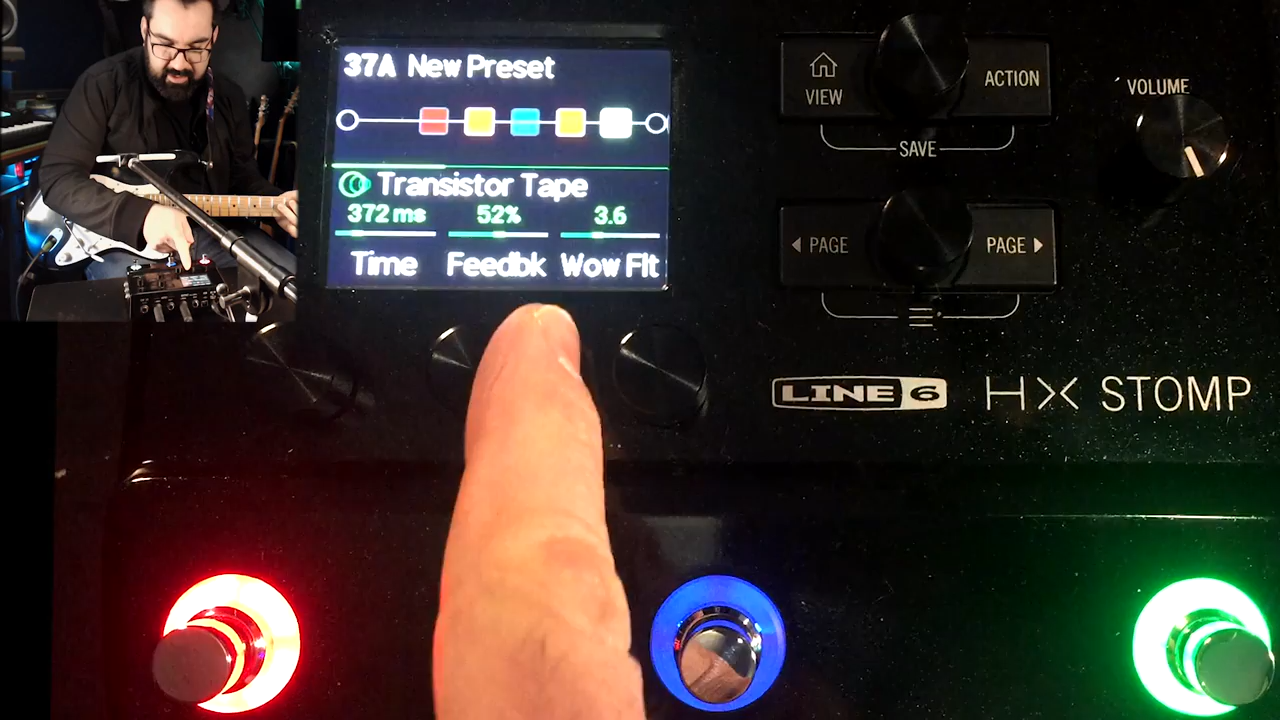 37A New Preset
Transistor Tape
372 ms 52% 3.6
Time Feedbk Wow Flt
VIEW
ACTION
SAVE
VOLUME
PAGE
PAGE
LINE 6 HX STOMP